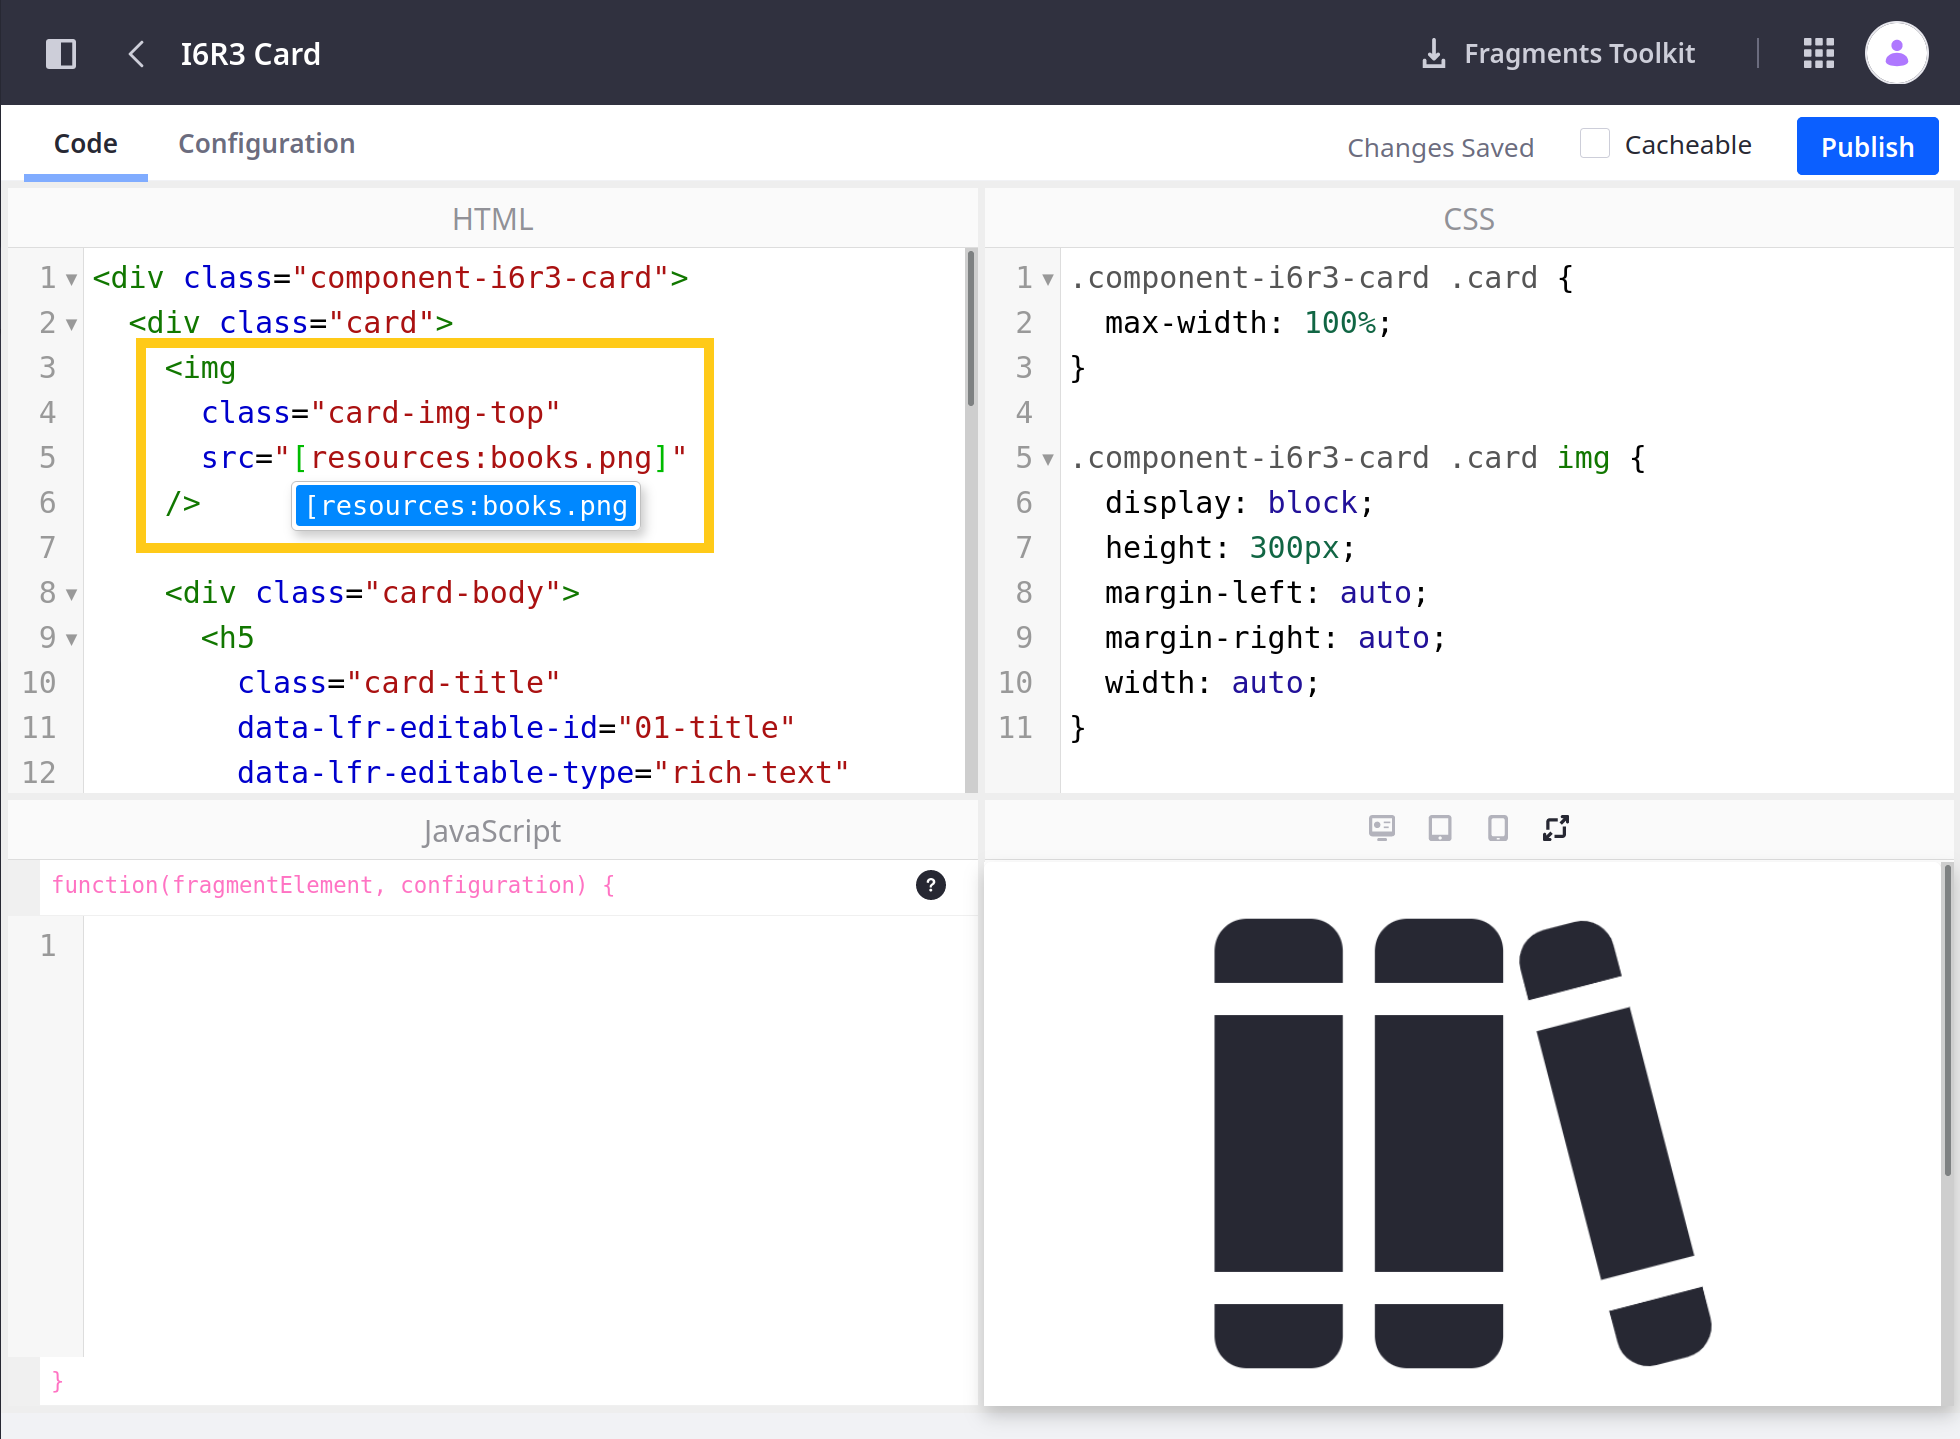 I6R3 Card
Fragments Toolkit
Code
Configuration
Changes Saved
Cacheable
Publish
HTML
1 <div class="component-i6r3-card">
2 <div class="card">
3 <img
4 class="card-img-top"
5 src="[resources:books.png]"
6 />
[resources:books.png
7
8 <div class="card-body">
9 <h5
10 class="card-title"
11 data-lfr-editable-id="01-title"
12 data-lfr-editable-type="rich-text"
CSS
1 .component-i6r3-card .card {
2 max-width: 100%;
3 }
4
5 .component-i6r3-card .card img {
6 display: block;
7 height: 300px;
8 margin-left: auto;
9 margin-right: auto;
10 width: auto;
11 }
JavaScript
function(fragmentElement, configuration) {
?
1
}